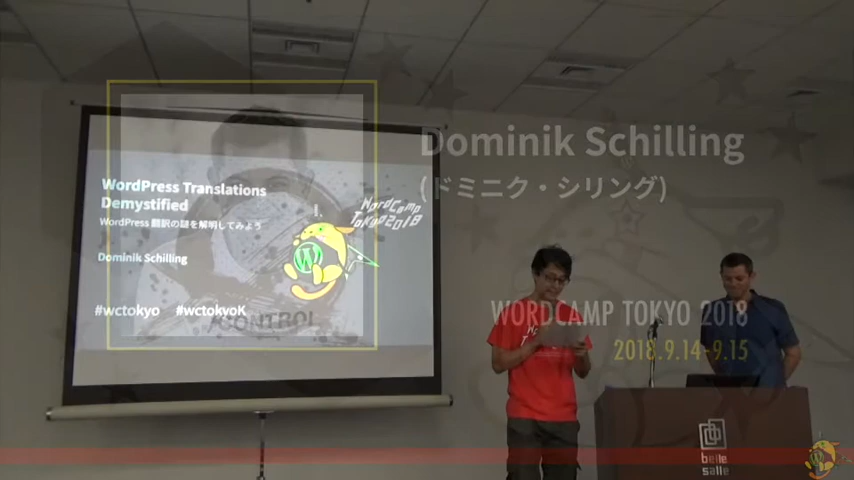 Dominik Schilling
(ドミニク・シリング)
WordPress Translations
Demystified
WordPress 翻訳の謎を解明してみよう
Dominik Schilling
#wctokyo #wctokyoK
WordCamp
Tokyo2018
CONTROL
WORDCAMP TOKYO 2018
2018.9.14-9.15
belle
salle